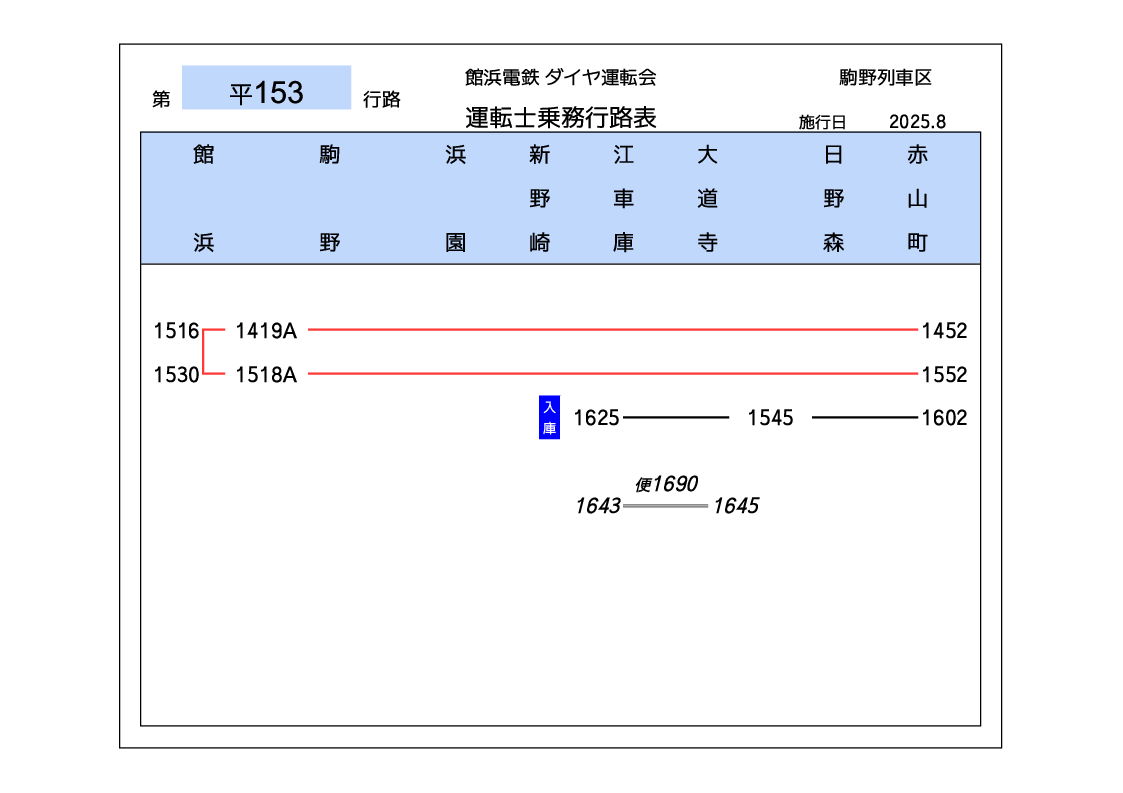 館浜電鉄 ダイヤ運転会
駒野列車区
第 平153 行路
運転士乗務行路表
施行日 2025.8
館浜 駒野 浜園 新野崎 江車庫 大道寺 日野森 赤山町
1516 1419A 1452
1530 1518A 1552
入庫 1625 1545 1602
便1690
1643 1645